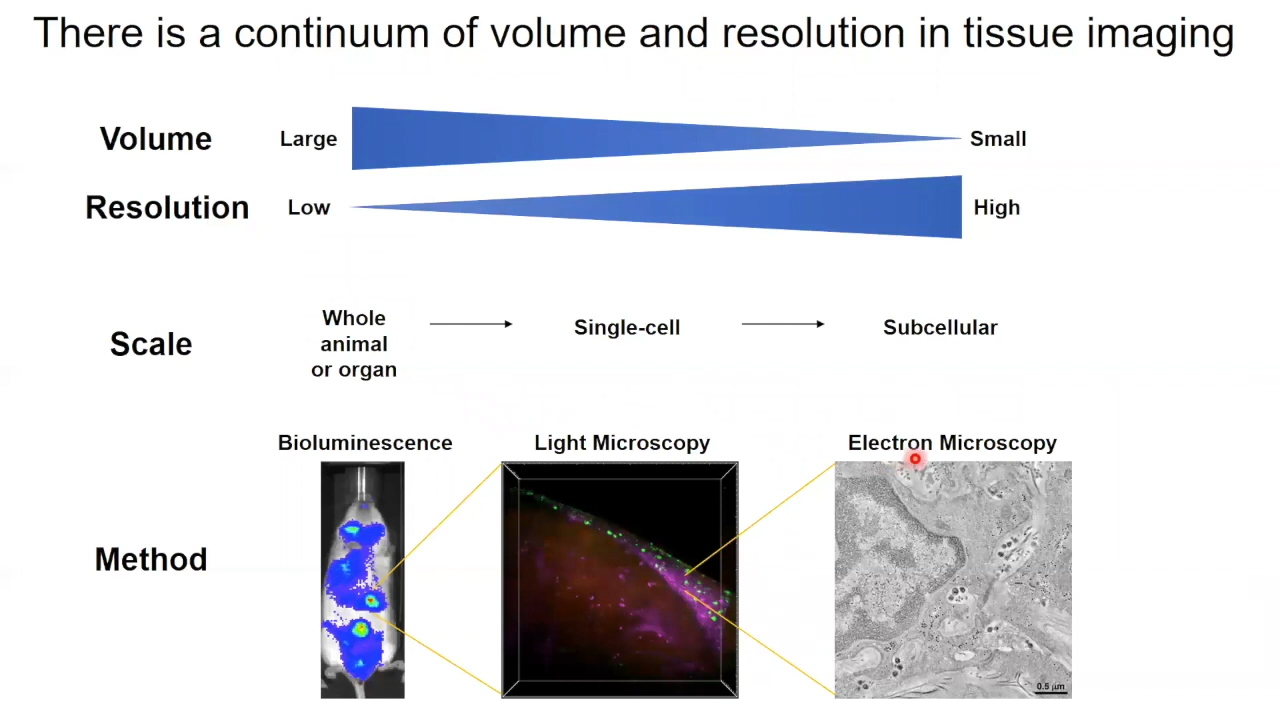 There is a continuum of volume and resolution in tissue imaging
Volume
Large
Small
Resolution
Low
High
Scale
Whole
animal
or organ
Single-cell
Subcellular
Method
Bioluminescence
Light Microscopy
Electron Microscopy
0.5 µm